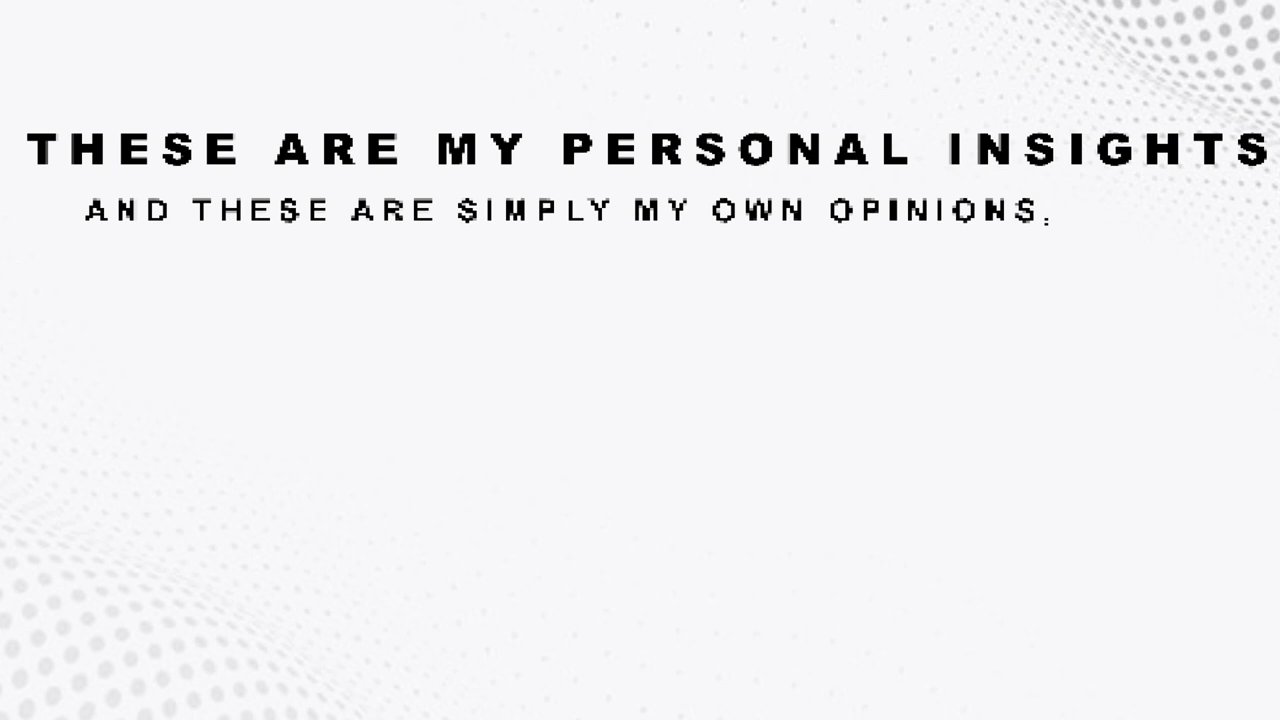 THESE ARE MY PERSONAL INSIGHTS
AND THESE ARE SIMPLY MY OWN OPINIONS.